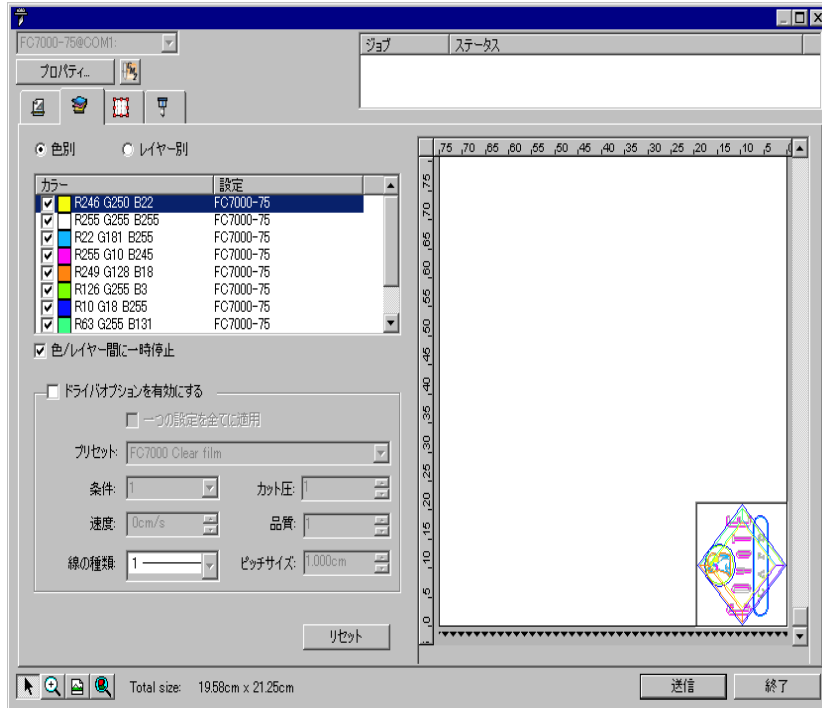 FC7000-75@COM1:
ジョブ ステータス
プロパティ...
色別 レイヤー別
カラー 設定
R246 G250 B22 FC7000-75
R255 G255 B255 FC7000-75
R22 G181 B255 FC7000-75
R255 G10 B245 FC7000-75
R249 G128 B18 FC7000-75
R126 G255 B3 FC7000-75
R10 G18 B255 FC7000-75
R63 G255 B131 FC7000-75
色/レイヤー間に一時停止
ドライバオプションを有効にする
一つの設定を全てに適用
プリセット: FC7000 Clear film
条件: 1 カット圧: 1
速度: 0cm/s 品質: 1
線の種類: 1 ピッチサイズ: 1.000cm
リセット
75 70 65 60 55 50 45 40 35 30 25 20 15 10 5
75
70
65
60
55
50
45
40
35
30
25
20
15
10
5
0
Total size: 19.58cm x 21.25cm
送信 終了